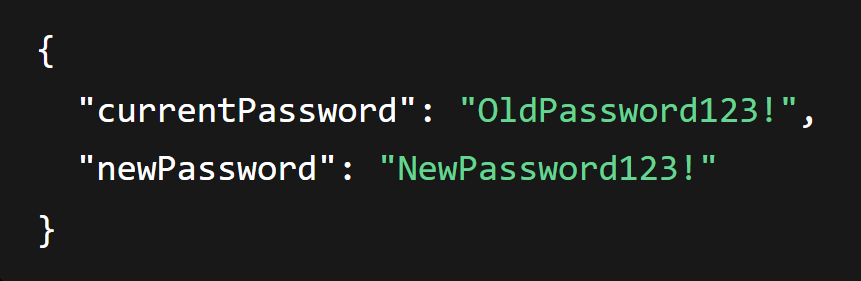 {
"currentPassword": "OldPassword123!",
"newPassword": "NewPassword123!"
}